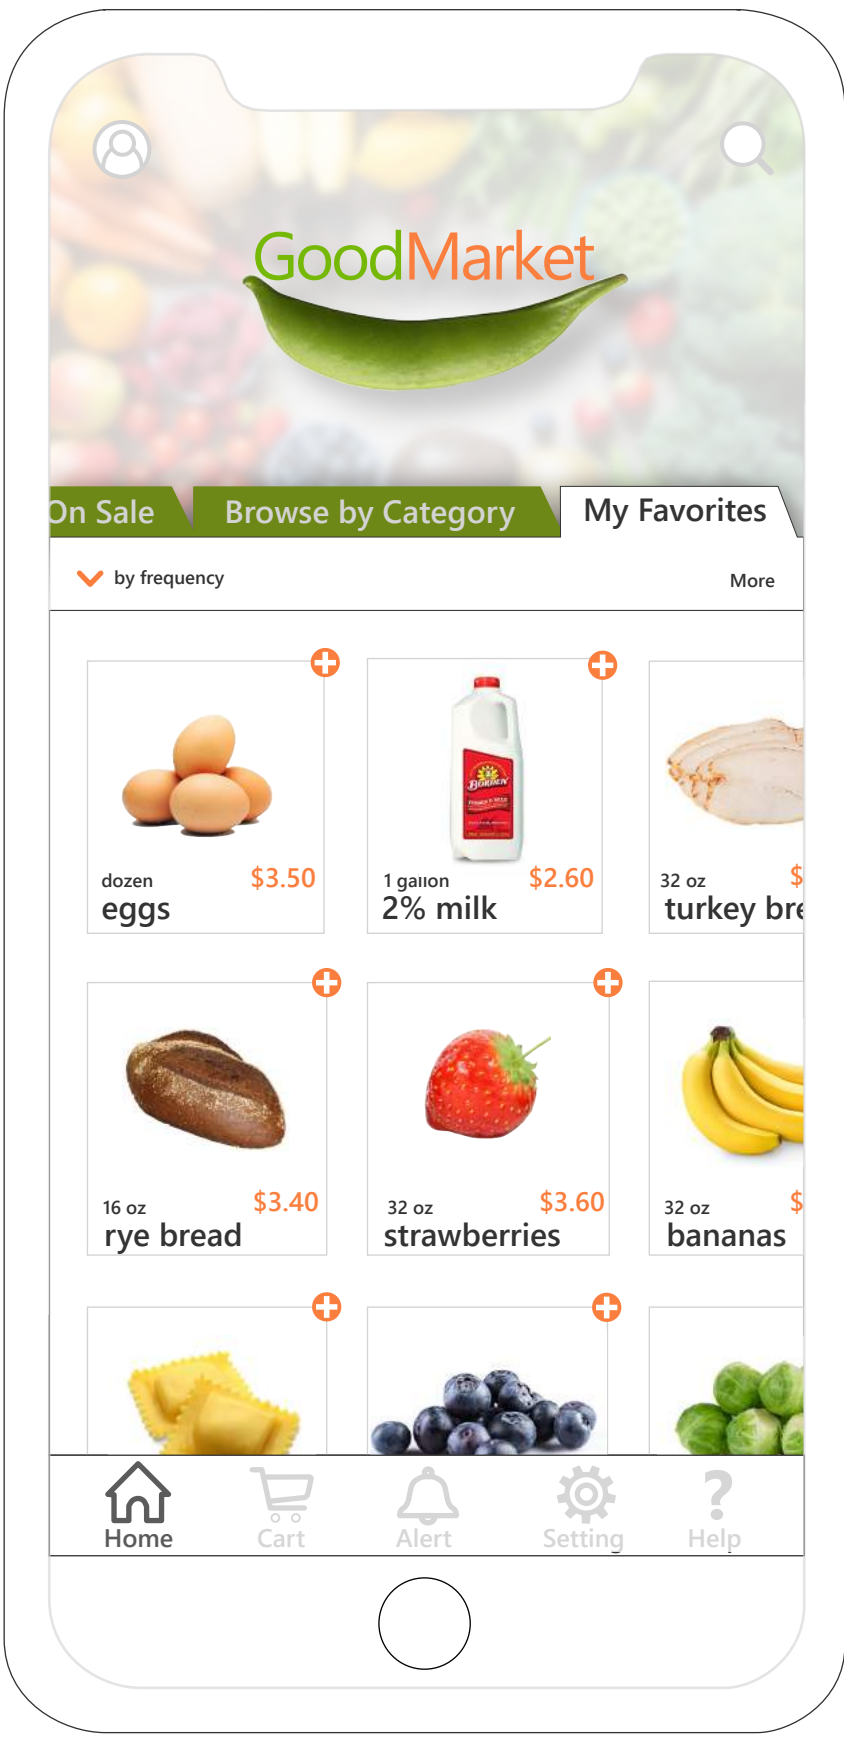 GoodMarket
On Sale
Browse by Category
My Favorites
by frequency
More
dozen
$3.50
eggs
1 gallon
$2.60
2% milk
32 oz
$
turkey bre
BORDEN
16 oz
$3.40
rye bread
32 oz
$3.60
strawberries
32 oz
$
bananas
Home
Cart
Alert
Setting
Help